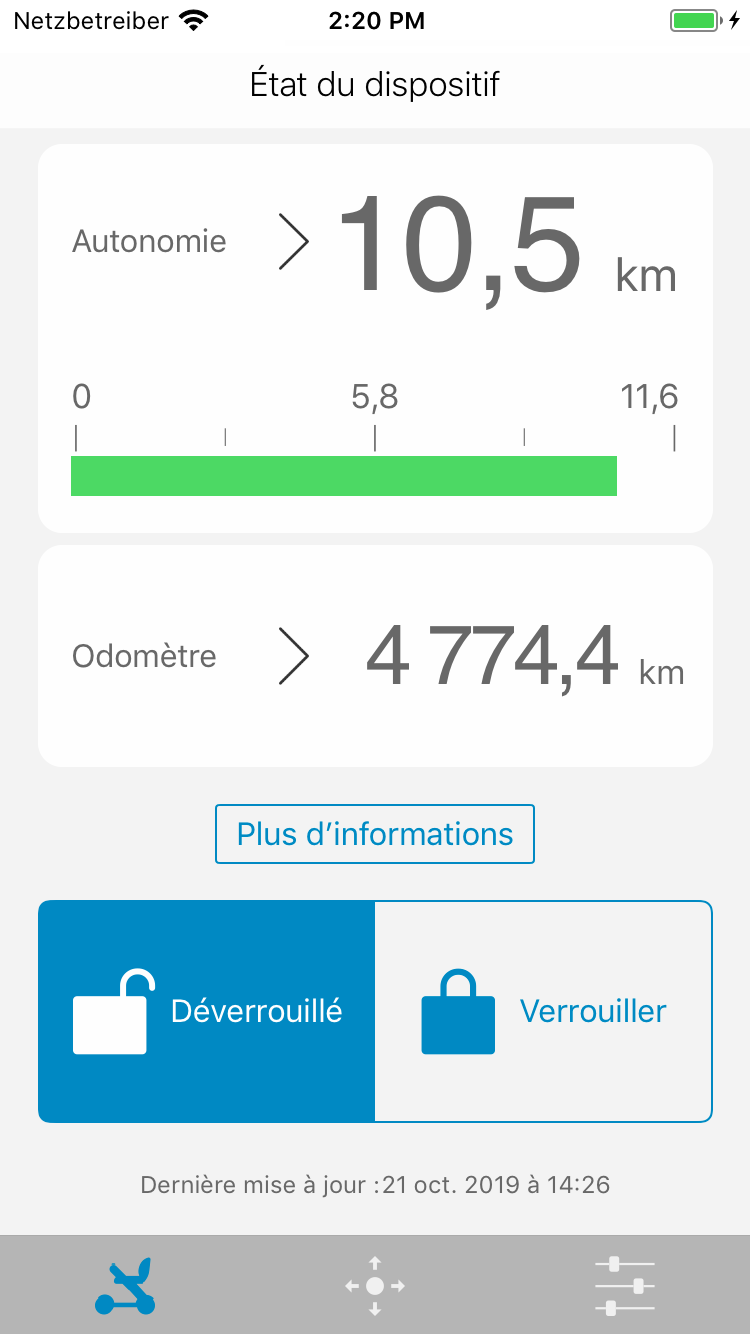 Netzbetreiber 2:20 PM
État du dispositif
Autonomie 10,5 km
0 5,8 11,6
Odomètre 4 774,4 km
Plus d’informations
Déverrouillé Verrouiller
Dernière mise à jour :21 oct. 2019 à 14:26